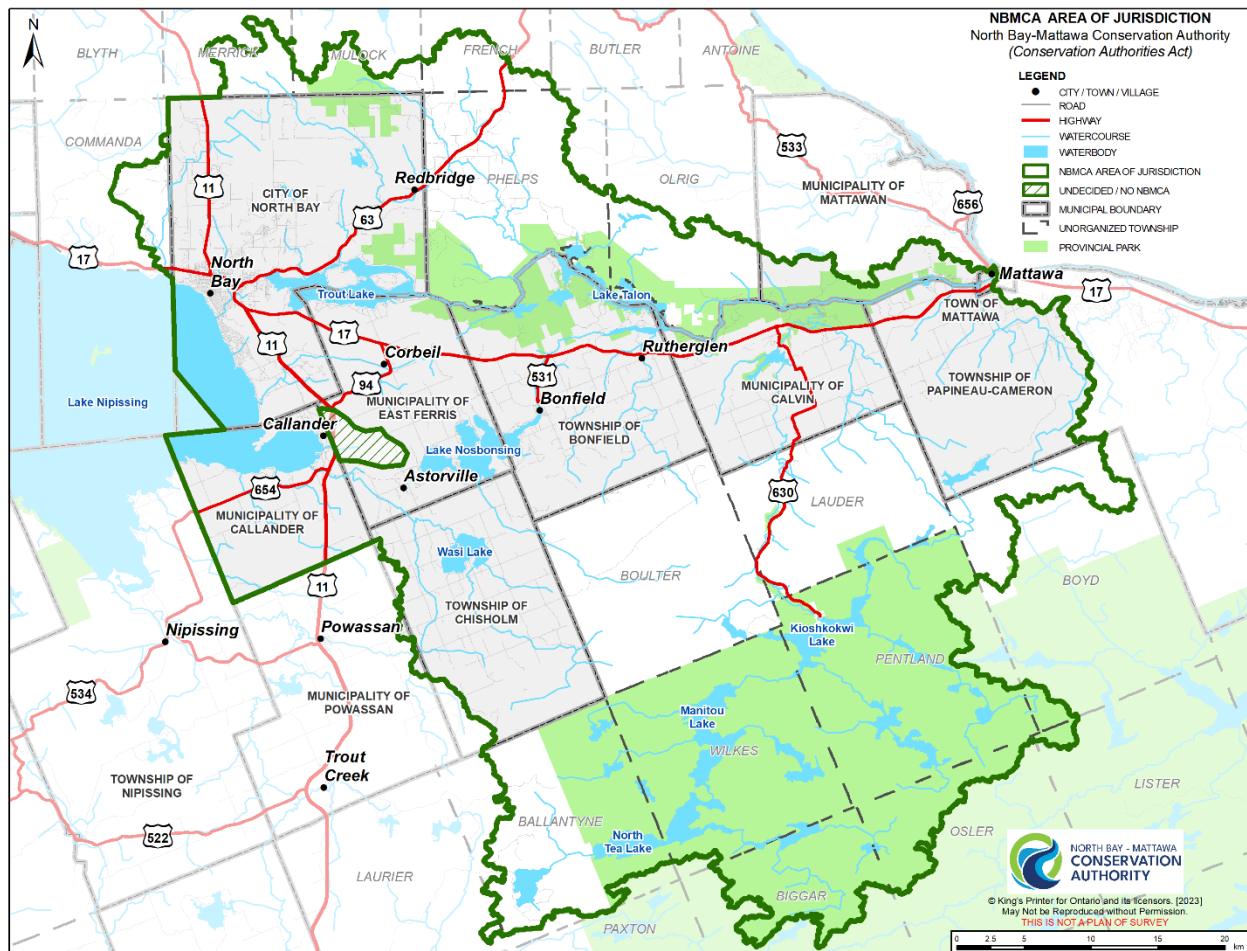 NBMCA AREA OF JURISDICTION
North Bay-Mattawa Conservation Authority
(Conservation Authorities Act)
LEGEND
CITY / TOWN / VILLAGE
ROAD
HIGHWAY
WATERCOURSE
WATERBODY
NBMCA AREA OF JURISDICTION
UNDECIDED / NO NBMCA
MUNICIPAL BOUNDARY
UNORGANIZED TOWNSHIP
PROVINCIAL PARK
N
BLYTH
MERRICK
MULOCK
FRENCH
BUTLER
ANTOINE
COMMANDA
533
11
CITY OF
NORTH BAY
Redbridge
PHELPS
OLRIG
MUNICIPALITY OF
MATTAWAN
656
63
17
North
Bay
Trout Lake
Lake Talon
Mattawa
17
TOWN OF
MATTAWA
11
17
Corbeil
Rutherglen
94
531
MUNICIPALITY OF
EAST FERRIS
Bonfield
MUNICIPALITY OF
CALVIN
TOWNSHIP OF
PAPINEAU-CAMERON
Lake Nipissing
Callander
TOWNSHIP OF
BONFIELD
Lake Nosbonsing
Astorville
654
MUNICIPALITY OF
CALLANDER
630
LAUDER
Wasi Lake
11
BOULTER
BOYD
TOWNSHIP OF
CHISHOLM
Nipissing
Powassan
Kioshkokwi
Lake
PENTLAND
534
MUNICIPALITY OF
POWASSAN
Manitou
Lake
WILKES
Trout
Creek
TOWNSHIP OF
NIPISSING
LISTER
522
BALLANTYNE
North
Tea Lake
OSLER
LAURIER
BIGGAR
PAXTON
NORTH BAY - MATTAWA
CONSERVATION
AUTHORITY
© King's Printer for Ontario and its licensors. [2023]
May Not be Reproduced without Permission.
THIS IS NOT A PLAN OF SURVEY
0 2.5 5 10 15 20
km